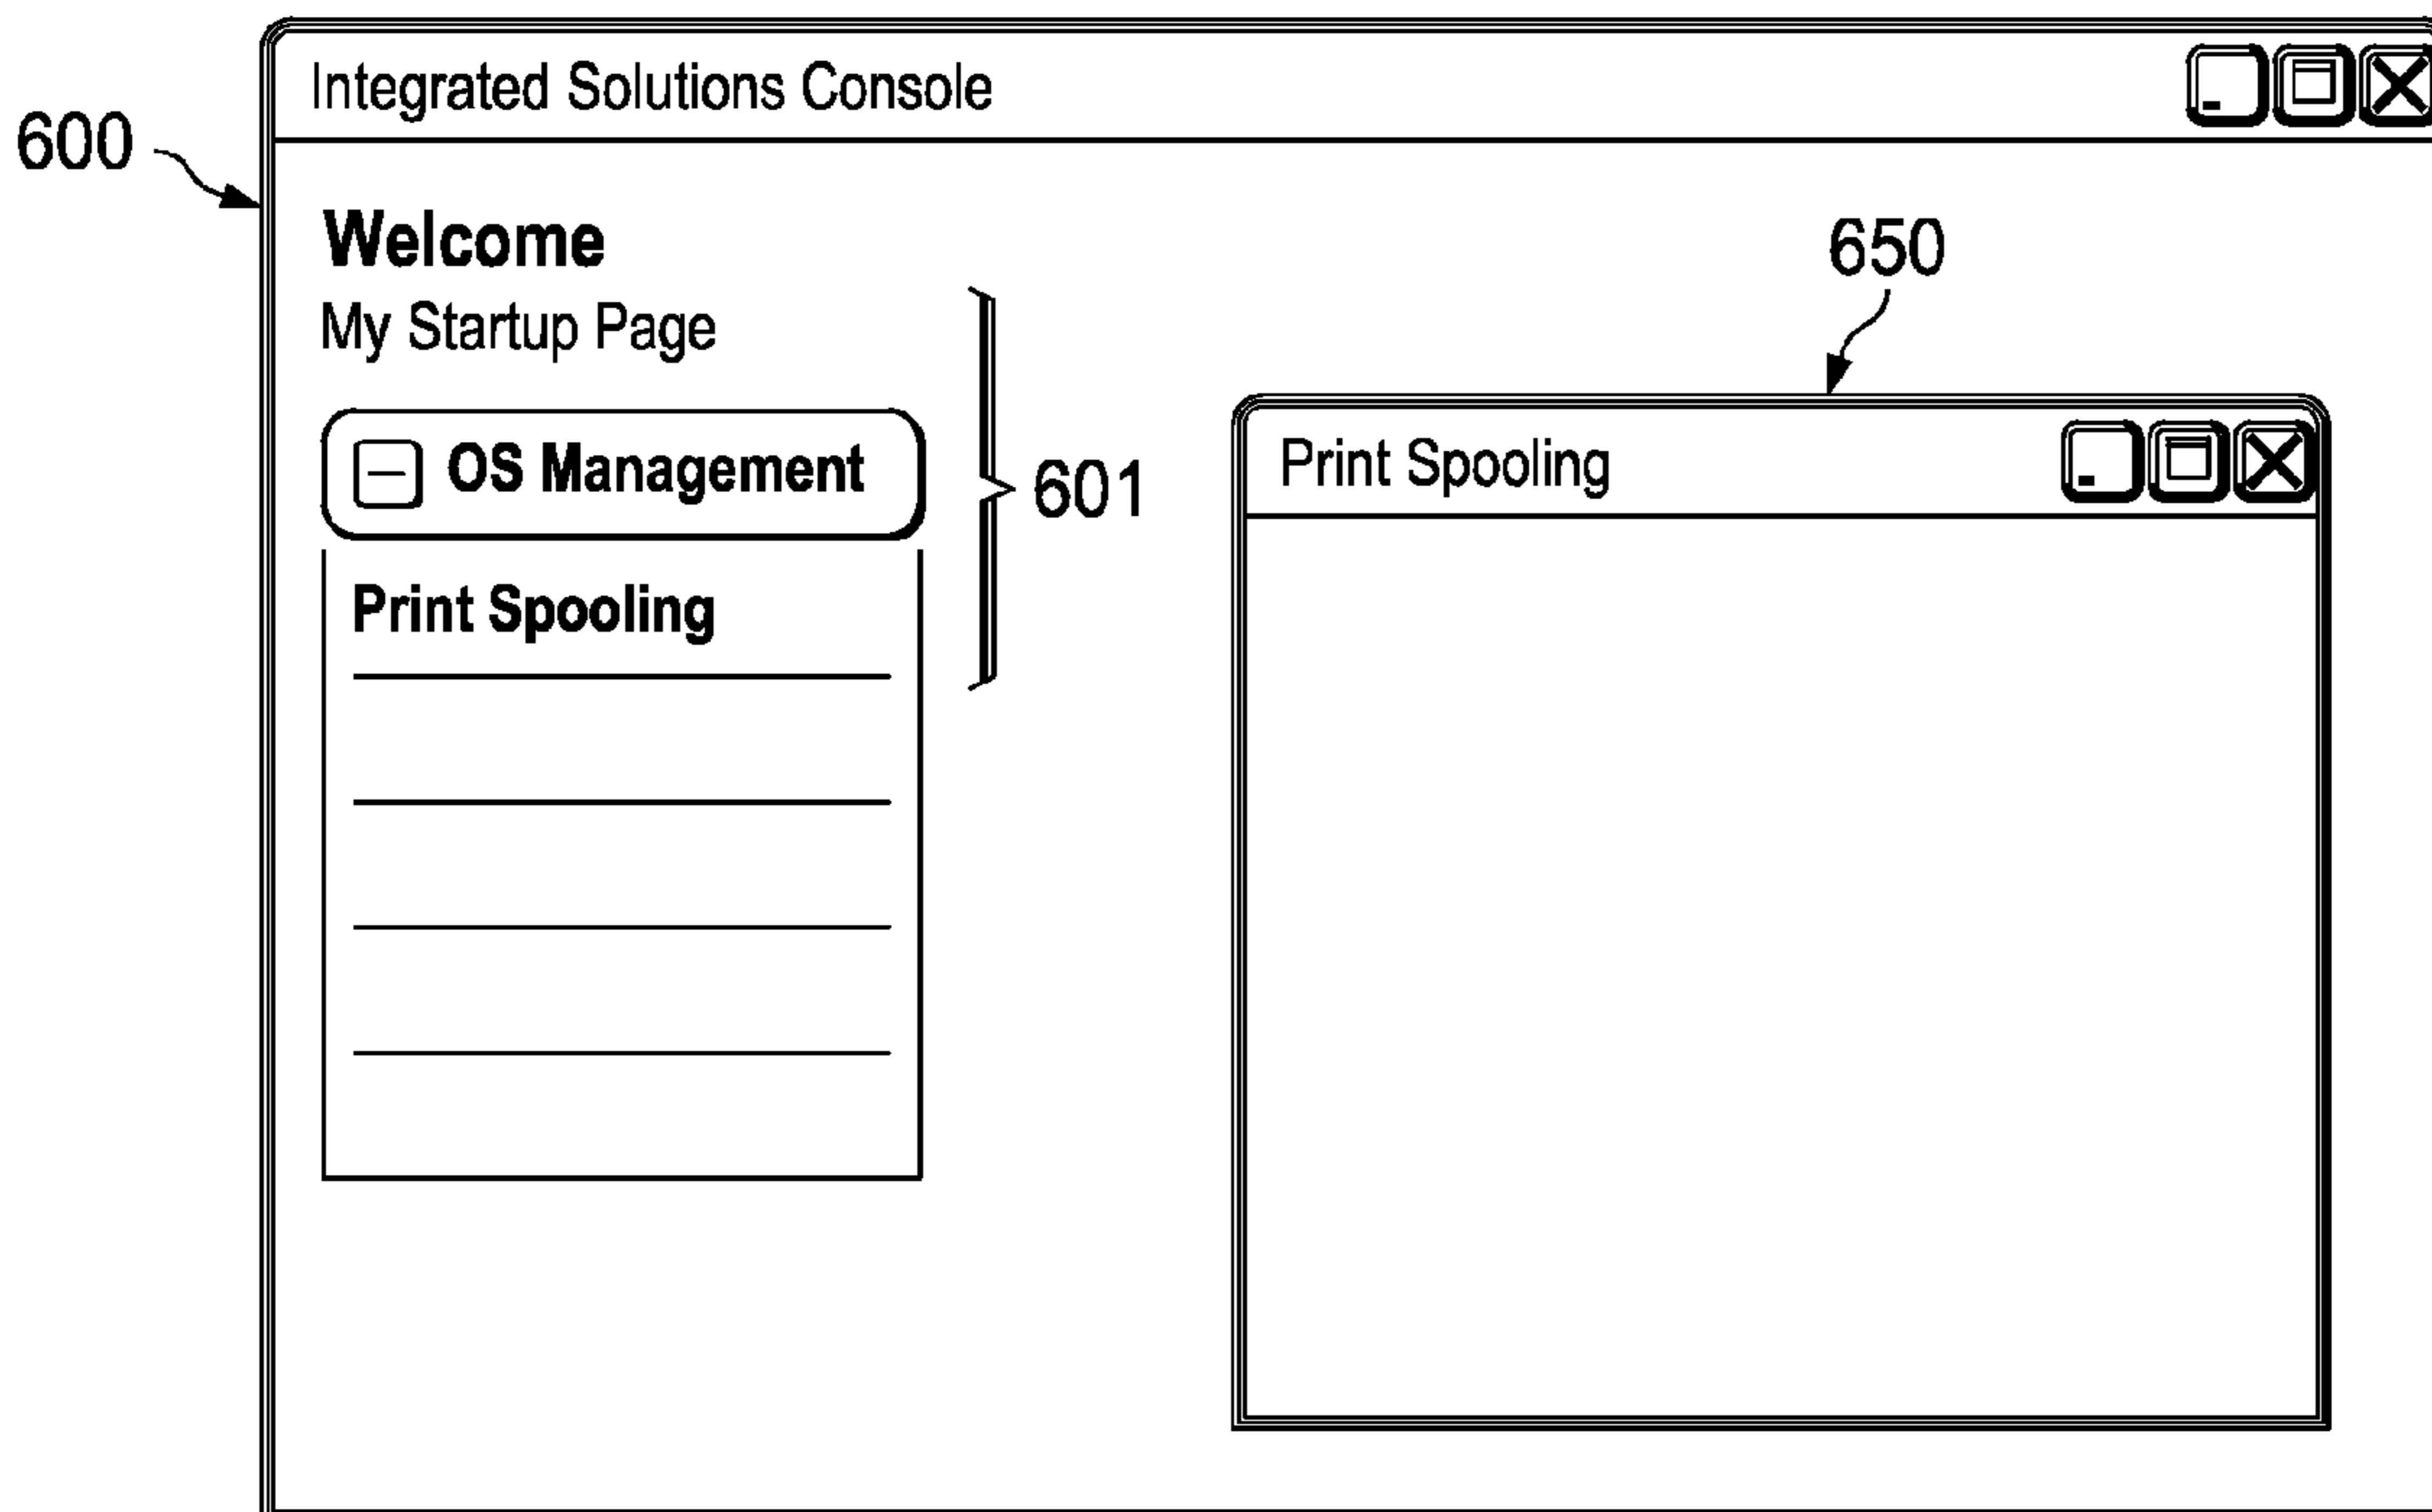 Integrated Solutions Console
600
Welcome
650
My Startup Page
OS Management
Print Spooling
601
Print Spooling